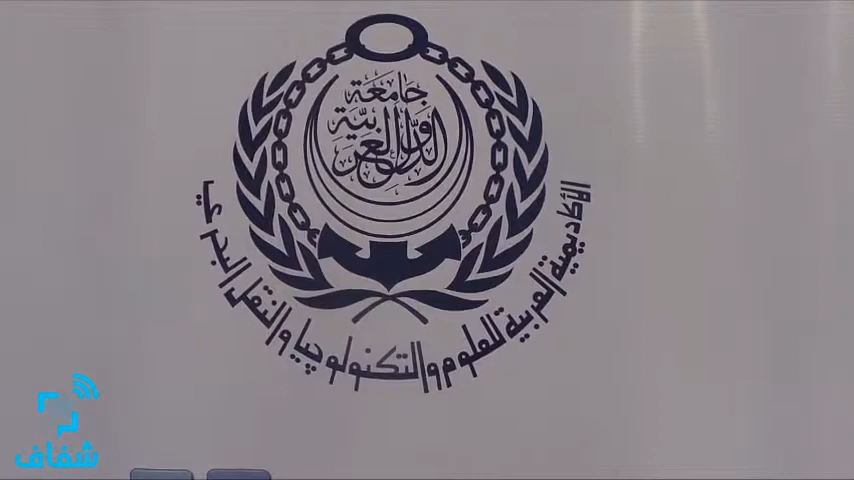 جامعة
الدول العربية
الأكاديمية العربية للعلوم والتكنولوجيا والنقل البحري
شفاف